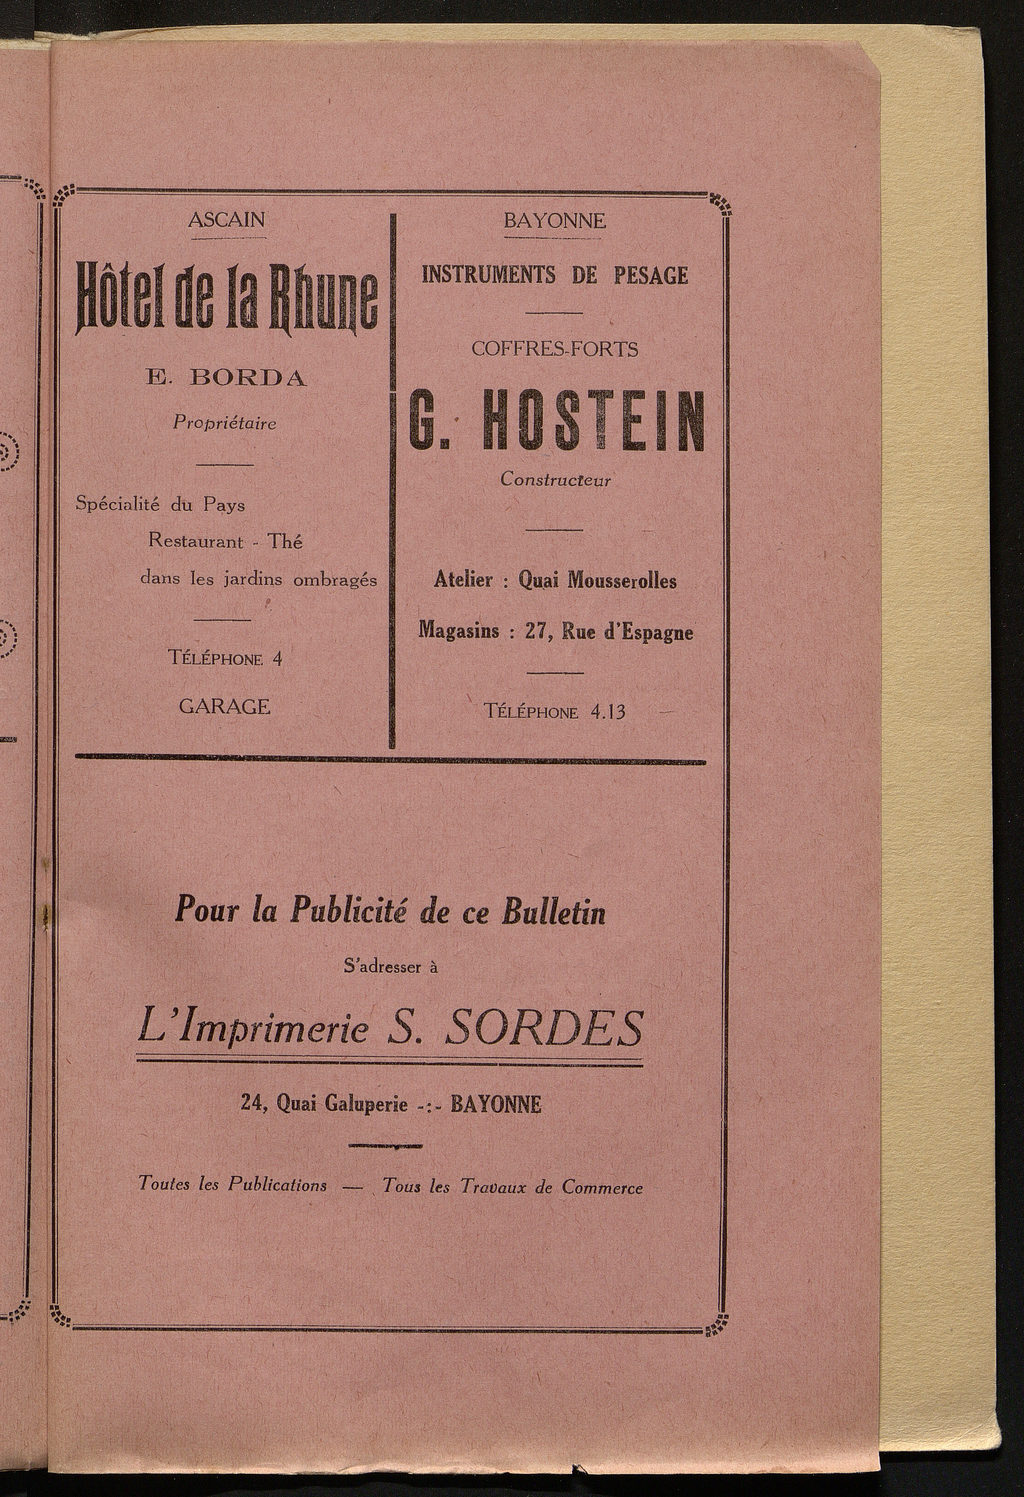 ASCAIN
Hôtel de la Rhune
E. BORDA
Propriétaire
Spécialité du Pays
Restaurant - Thé
dans les jardins ombragés
TÉLÉPHONE 4
GARAGE
BAYONNE
INSTRUMENTS DE PESAGE
COFFRES-FORTS
G. HOSTEIN
Constructeur
Atelier : Quai Mousserolles
Magasins : 27, Rue d'Espagne
TÉLÉPHONE 4.13
Pour la Publicité de ce Bulletin
S'adresser à
L'Imprimerie S. SORDES
24, Quai Galuperie -:- BAYONNE
Toutes les Publications — Tous les Travaux de Commerce